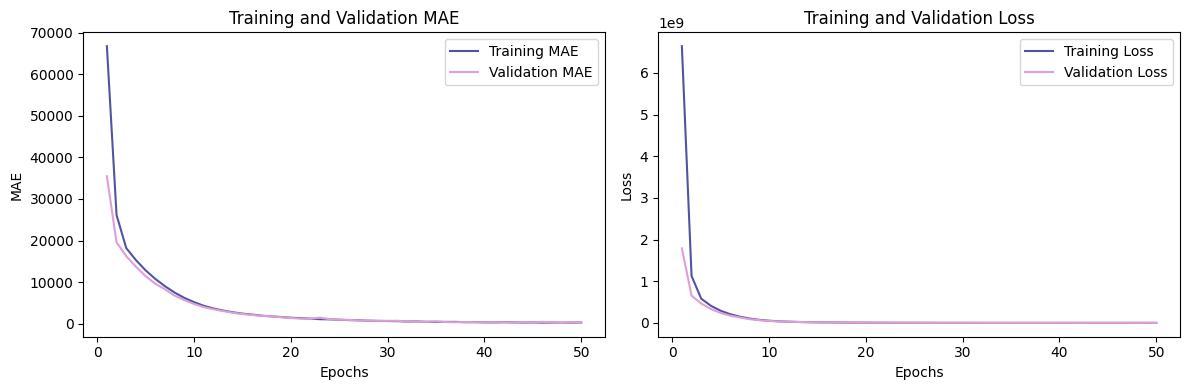 Training and Validation MAE
70000
60000
50000
40000
30000
20000
10000
0
MAE
Training MAE
Validation MAE
0 10 20 30 40 50
Epochs
Training and Validation Loss
1e9
6
5
4
3
2
1
0
Loss
Training Loss
Validation Loss
0 10 20 30 40 50
Epochs